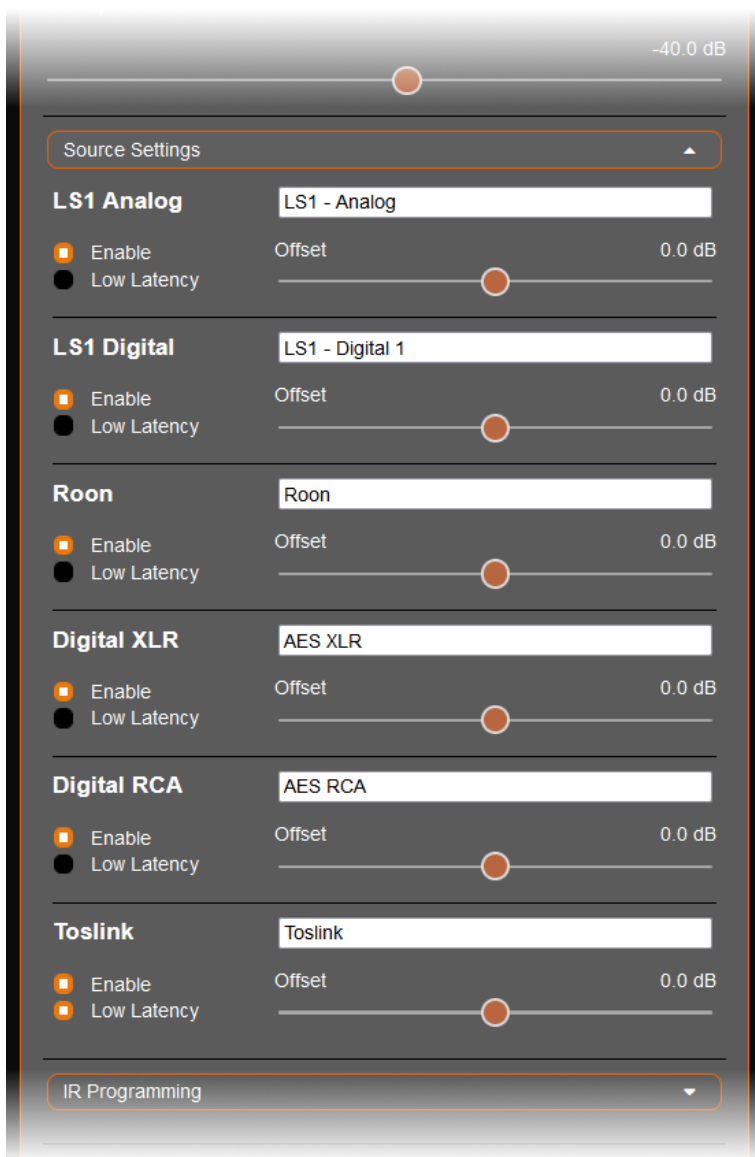 -40.0 dB
Source Settings
LS1 Analog
LS1 - Analog
Enable
Offset
0.0 dB
Low Latency
LS1 Digital
LS1 - Digital 1
Enable
Offset
0.0 dB
Low Latency
Roon
Roon
Enable
Offset
0.0 dB
Low Latency
Digital XLR
AES XLR
Enable
Offset
0.0 dB
Low Latency
Digital RCA
AES RCA
Enable
Offset
0.0 dB
Low Latency
Toslink
Toslink
Enable
Offset
0.0 dB
Low Latency
IR Programming